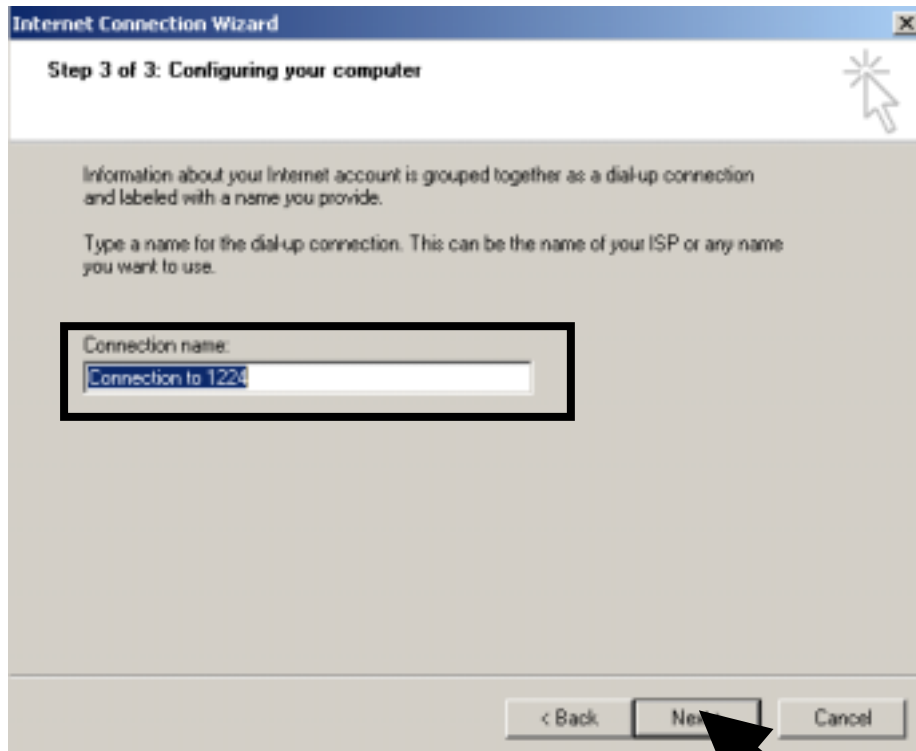 Internet Connection Wizard
Step 3 of 3: Configuring your computer
Information about your Internet account is grouped together as a dial-up connection
and labeled with a name you provide.
Type a name for the dial-up connection. This can be the name of your ISP or any name
you want to use.
Connection name:
Connection to 1224
< Back
Next
Cancel